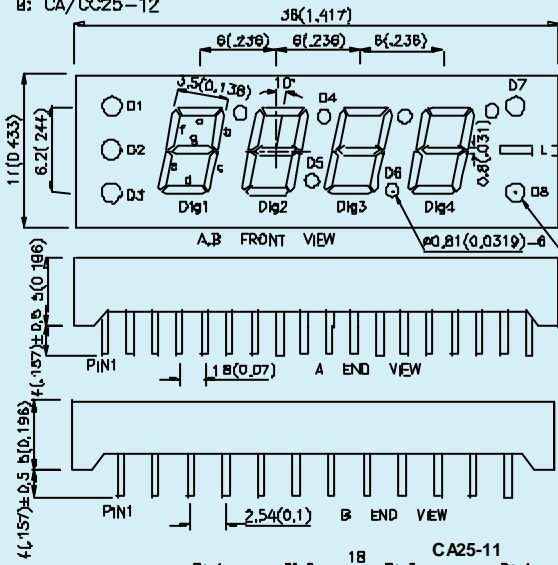 B: CA/CC25-12
36(1.417)
6(.236) 6(.236) 6(.236)
3.5(0.138) 10°
D1 D4 D7
D2 L
D3 D5 D6 D8
a b c d e f g
Dig1 Dig2 Dig3 Dig4
11(0.433)
6.2(.244)
0.8(.031)
A,B FRONT VIEW
ø0.81(0.0319)-6
5(0.196)
4(.157)±0.5
PIN1
1.8(0.07) A END VIEW
5(0.196)
4(.157)±0.5
PIN1
2.54(0.1) B END VIEW
CA25-11
18